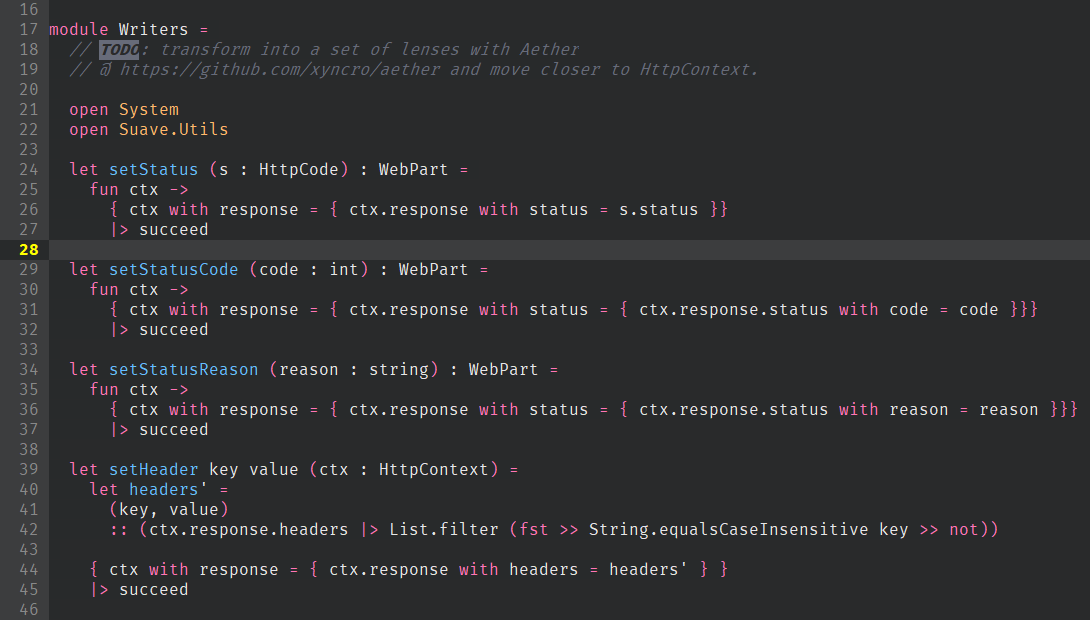 16
17 module Writers =
18   // TODO: transform into a set of lenses with Aether
19   // @ https://github.com/xyncro/aether and move closer to HttpContext.
20
21   open System
22   open Suave.Utils
23
24   let setStatus (s : HttpCode) : WebPart =
25     fun ctx ->
26       { ctx with response = { ctx.response with status = s.status }}
27       |> succeed
28
29   let setStatusCode (code : int) : WebPart =
30     fun ctx ->
31       { ctx with response = { ctx.response with status = { ctx.response.status with code = code }}}
32       |> succeed
33
34   let setStatusReason (reason : string) : WebPart =
35     fun ctx ->
36       { ctx with response = { ctx.response with status = { ctx.response.status with reason = reason }}}
37       |> succeed
38
39   let setHeader key value (ctx : HttpContext) =
40     let headers' =
41       (key, value)
42       :: (ctx.response.headers |> List.filter (fst >> String.equalsCaseInsensitive key >> not))
43
44     { ctx with response = { ctx.response with headers = headers' } }
45     |> succeed
46